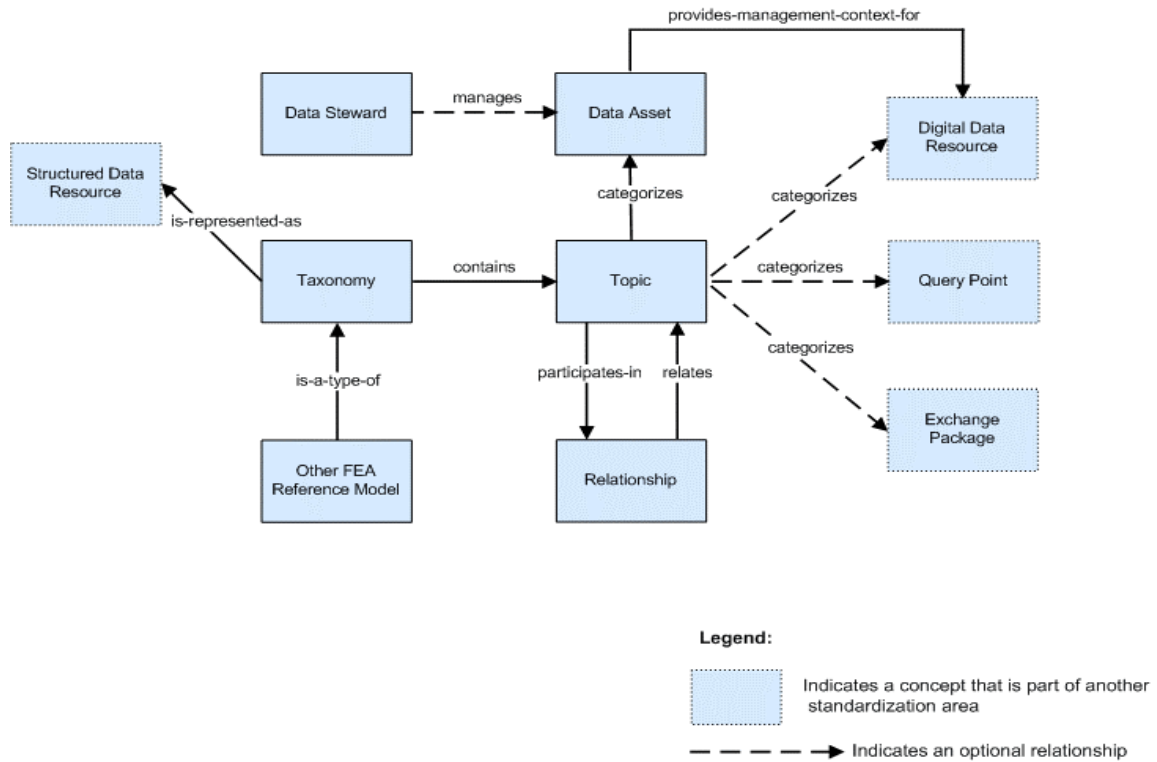 provides-management-context-for
Data Steward
manages
Data Asset
Digital Data
Resource
Structured Data
Resource
categorizes
categorizes
is-represented-as
Taxonomy
contains
Topic
categorizes
Query Point
categorizes
is-a-type-of
participates-in
relates
Exchange
Package
Other FEA
Reference Model
Relationship
Legend:
Indicates a concept that is part of another
standardization area
Indicates an optional relationship